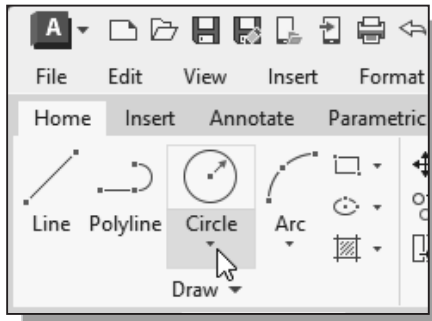 A
File Edit View Insert Format
Home Insert Annotate Parametric
Line Polyline Circle Arc
Draw